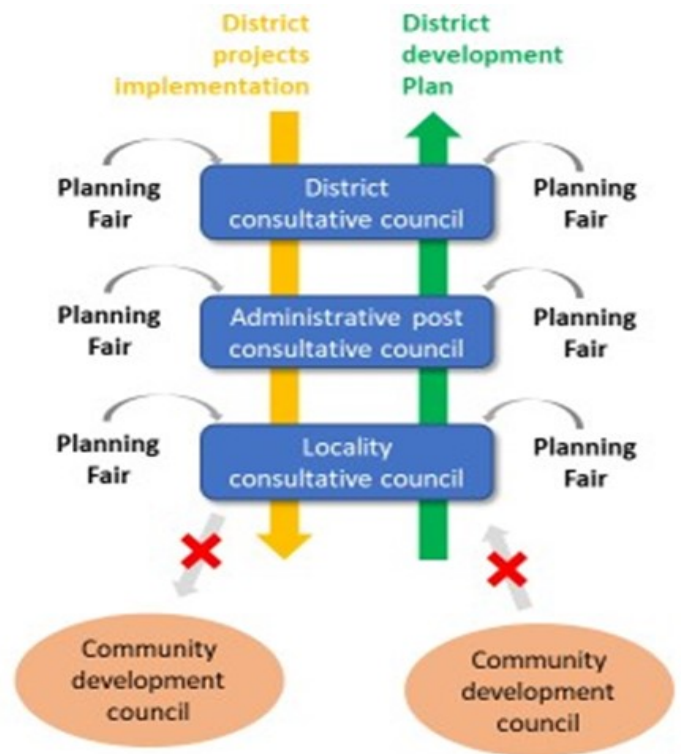 District
projects
implementation
District
development
Plan
Planning
Fair
District
consultative council
Planning
Fair
Planning
Fair
Administrative post
consultative council
Planning
Fair
Planning
Fair
Locality
consultative council
Planning
Fair
Community
development
council
Community
development
council